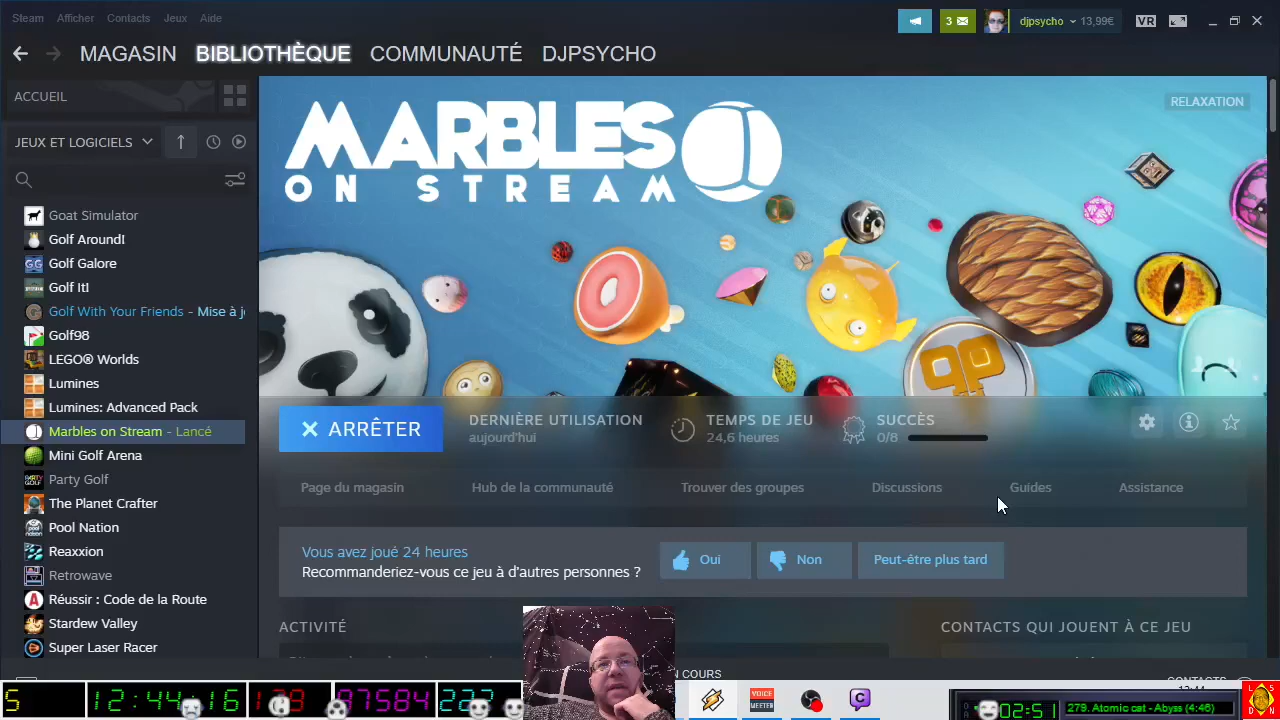 Steam Afficher Contacts Jeux Aide
3 djpsycho 13,99€ VR
MAGASIN BIBLIOTHÈQUE COMMUNAUTÉ DJPSYCHO
ACCUEIL
JEUX ET LOGICIELS
Goat Simulator
Golf Around!
Golf Galore
Golf It!
Golf With Your Friends - Mise à j
Golf98
LEGO® Worlds
Lumines
Lumines: Advanced Pack
Marbles on Stream - Lancé
Mini Golf Arena
Party Golf
The Planet Crafter
Pool Nation
Reaxxion
Retrowave
Réussir : Code de la Route
Stardew Valley
Super Laser Racer
RELAXATION
MARBLES
ON STREAM
ARRÊTER
DERNIÈRE UTILISATION
aujourd'hui
TEMPS DE JEU
24,6 heures
SUCCÈS
0/8
Page du magasin Hub de la communauté Trouver des groupes Discussions Guides Assistance
Vous avez joué 24 heures
Recommanderiez-vous ce jeu à d'autres personnes ?
Oui Non Peut-être plus tard
ACTIVITÉ
CONTACTS QUI JOUENT À CE JEU
N COURS
12:44:16
97584
VOICE
MEETER
02:51
279. Atomic cat - Abyss (4:46)